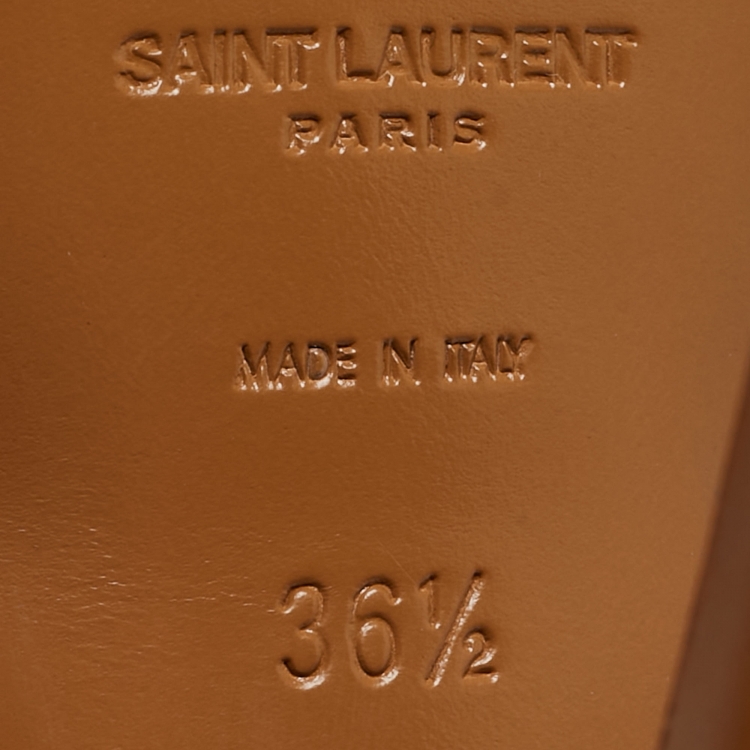 SAINT LAURENT
PARIS
MADE IN ITALY
36½